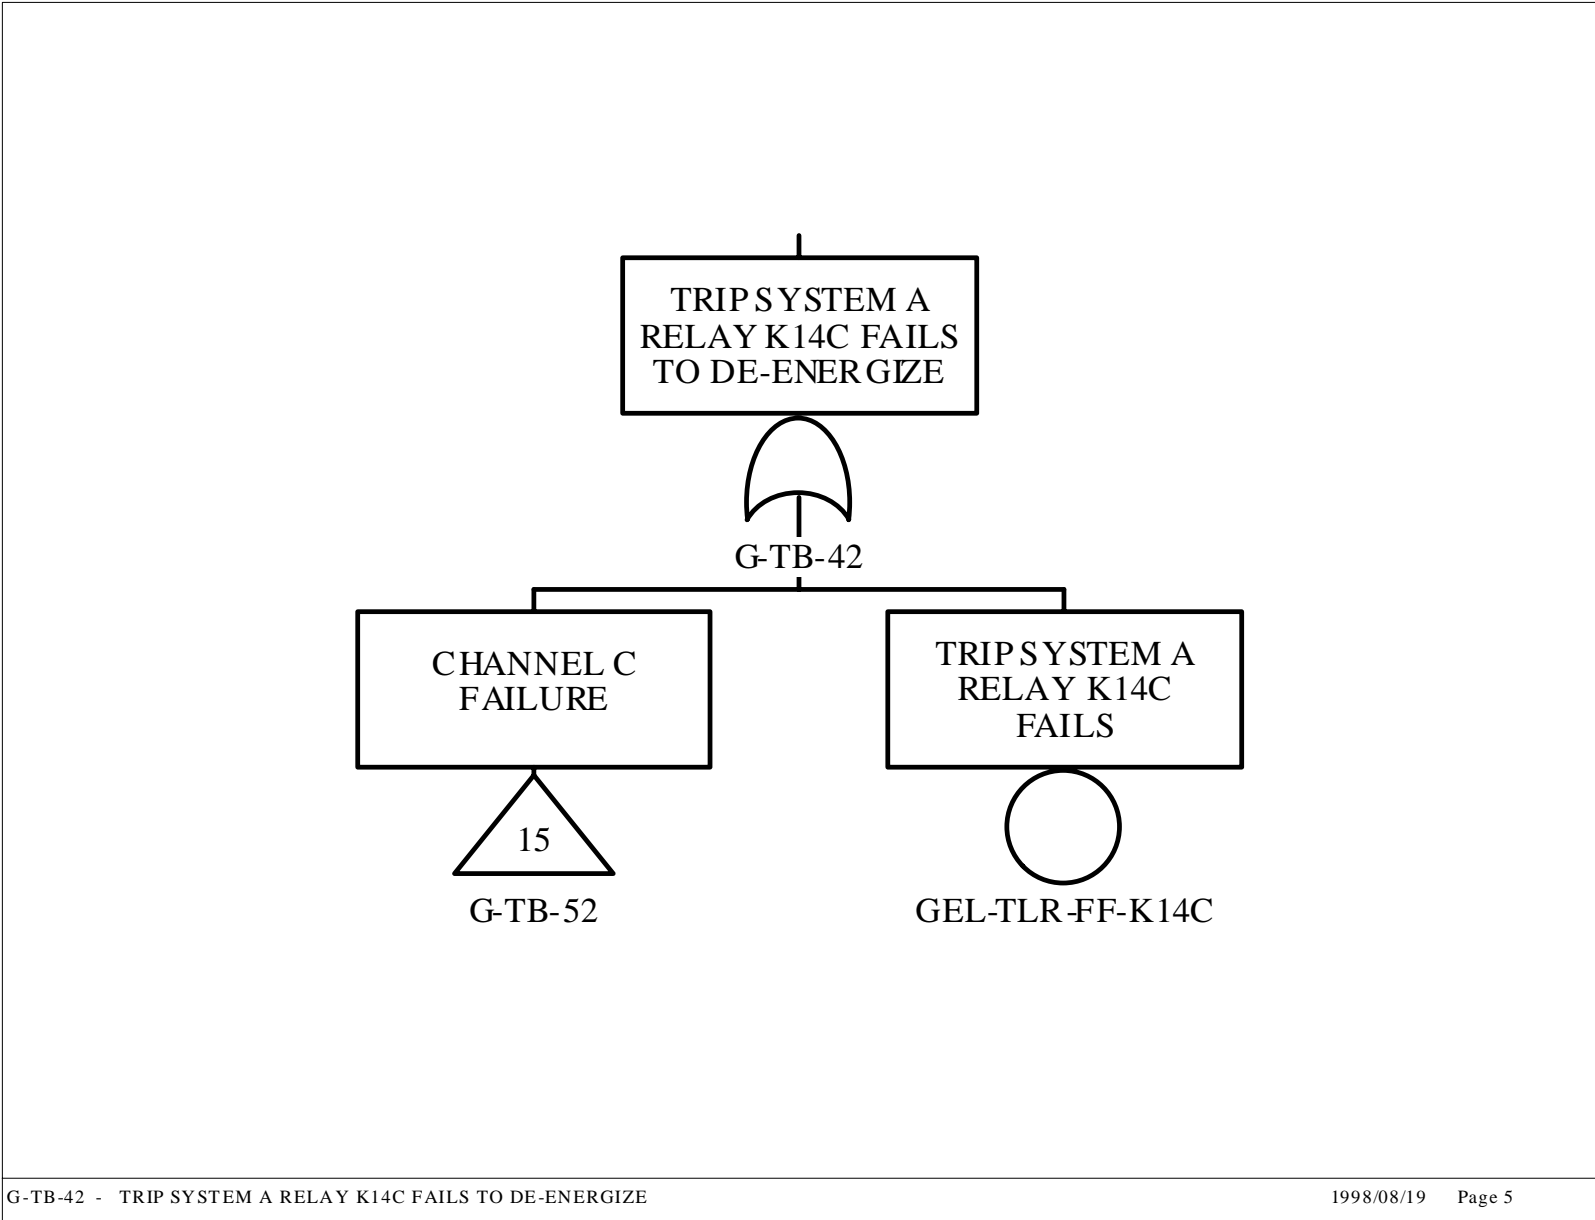 TRIP SYSTEM A
RELAY K14C FAILS
TO DE-ENERGIZE
G-TB-42
CHANNEL C
FAILURE
15
G-TB-52
TRIP SYSTEM A
RELAY K14C
FAILS
GEL-TLR-FF-K14C
G-TB-42 - TRIP SYSTEM A RELAY K14C FAILS TO DE-ENERGIZE
1998/08/19 Page 5